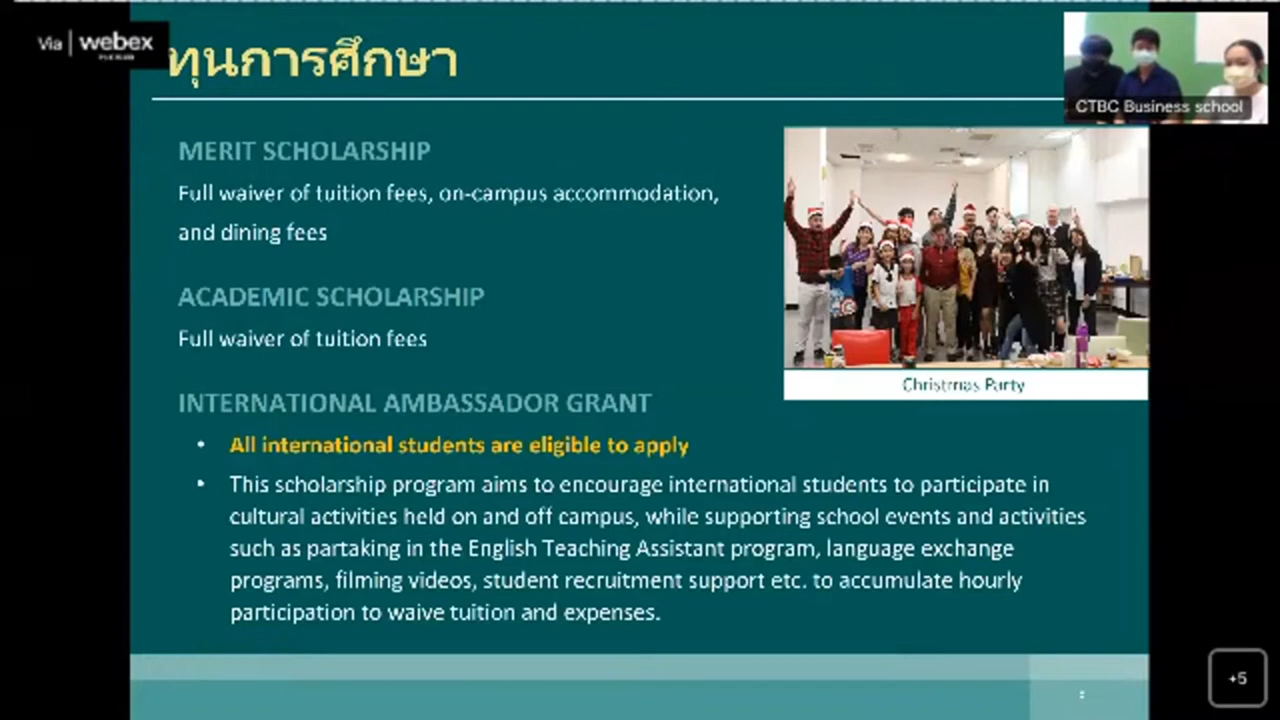 Via | webex
ทุนการศึกษา
CTBC Business school
MERIT SCHOLARSHIP
Full waiver of tuition fees, on-campus accommodation,
and dining fees
ACADEMIC SCHOLARSHIP
Full waiver of tuition fees
Christmas Party
INTERNATIONAL AMBASSADOR GRANT
• All international students are eligible to apply
• This scholarship program aims to encourage international students to participate in
cultural activities held on and off campus, while supporting school events and activities
such as partaking in the English Teaching Assistant program, language exchange
programs, filming videos, student recruitment support etc. to accumulate hourly
participation to waive tuition and expenses.
+5